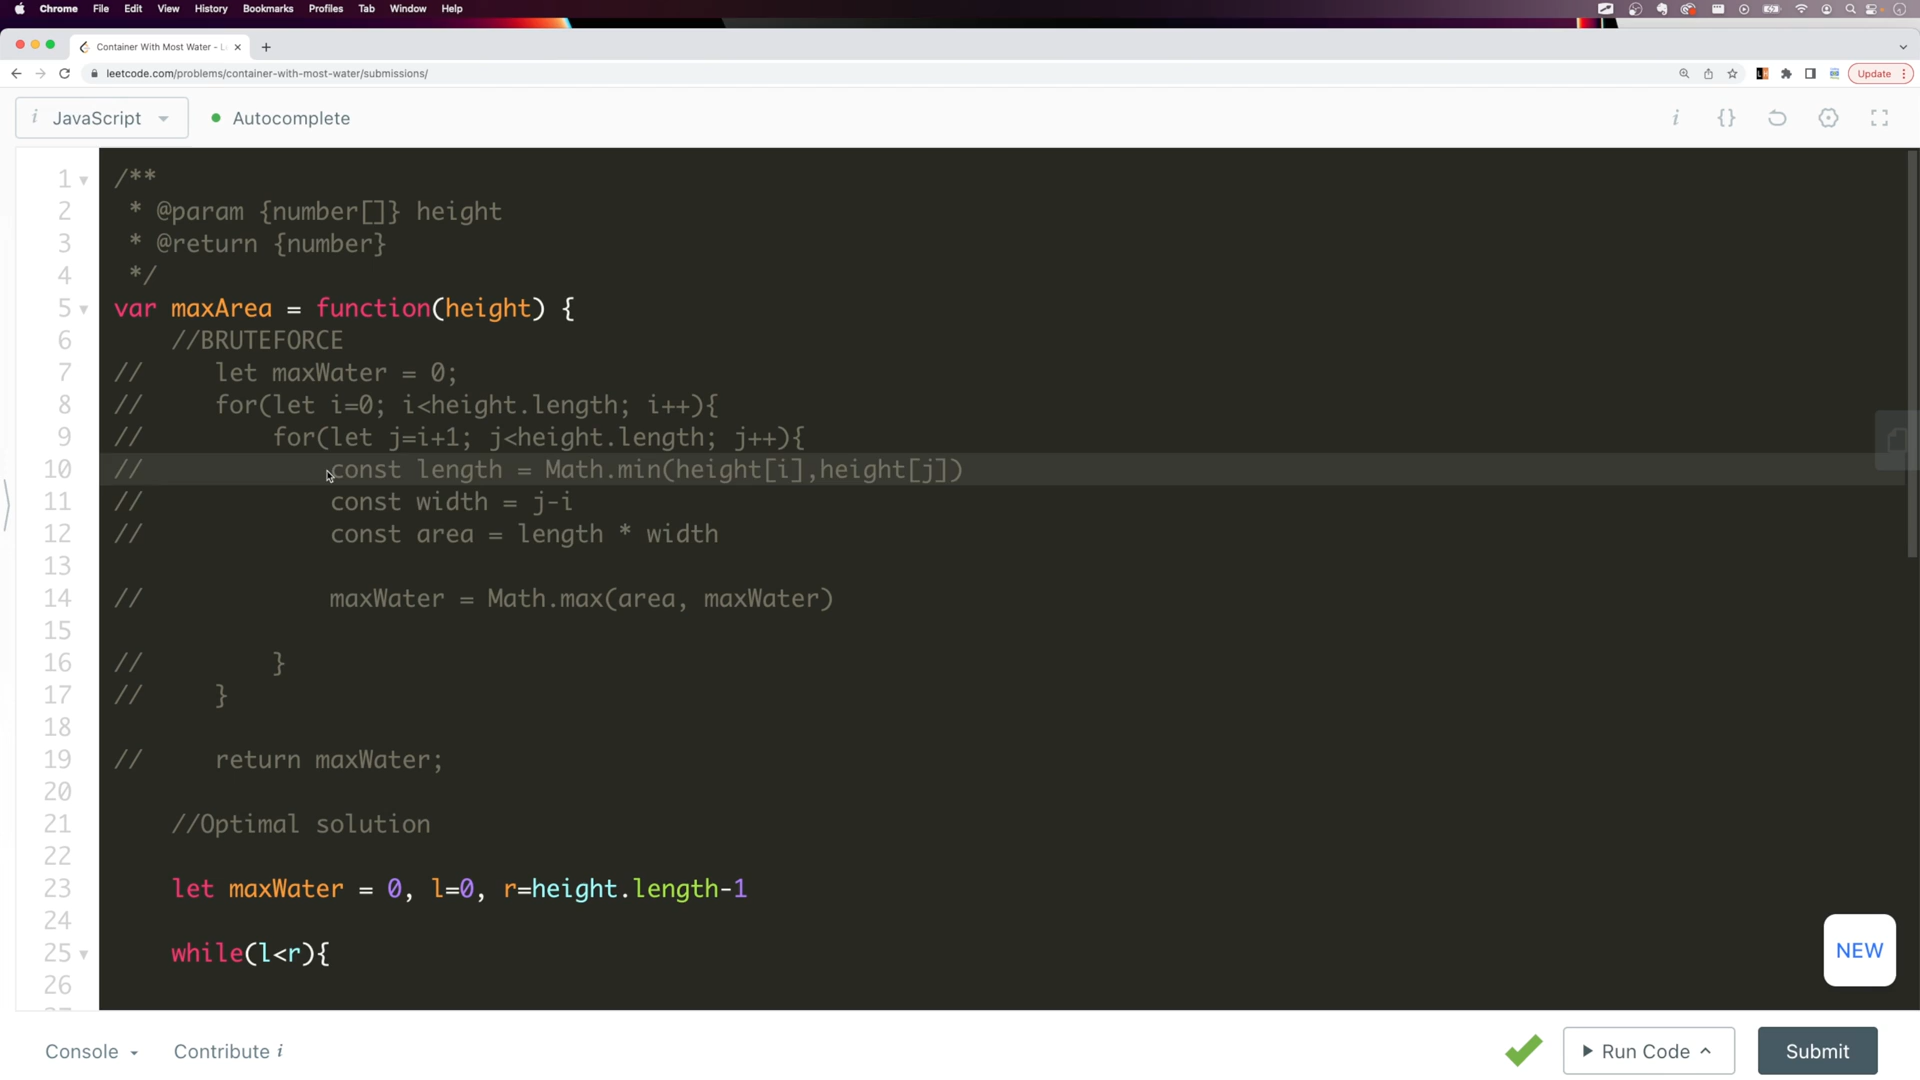 Chrome File Edit View History Bookmarks Profiles Tab Window Help
Container With Most Water - L
leetcode.com/problems/container-with-most-water/submissions/
Update
i JavaScript
Autocomplete
i {}
1 /**
2 * @param {number[]} height
3 * @return {number}
4 */
5 var maxArea = function(height) {
6 //BRUTEFORCE
7 // let maxWater = 0;
8 // for(let i=0; i<height.length; i++){
9 // for(let j=i+1; j<height.length; j++){
10 // const length = Math.min(height[i],height[j])
11 // const width = j-i
12 // const area = length * width
13
14 // maxWater = Math.max(area, maxWater)
15
16 // }
17 // }
18
19 // return maxWater;
20
21 //Optimal solution
22
23 let maxWater = 0, l=0, r=height.length-1
24
25 while(l<r){
26
NEW
Console
Contribute i
Run Code
Submit